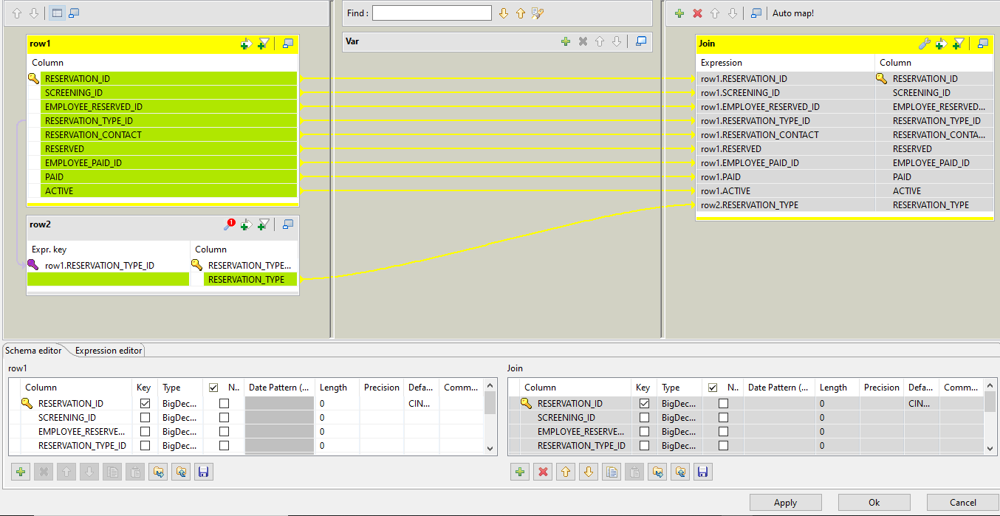 Find :
Auto map!
row1
Column
RESERVATION_ID
SCREENING_ID
EMPLOYEE_RESERVED_ID
RESERVATION_TYPE_ID
RESERVATION_CONTACT
RESERVED
EMPLOYEE_PAID_ID
PAID
ACTIVE
row2
1
Expr. key Column
row1.RESERVATION_TYPE_ID RESERVATION_TYPE...
RESERVATION_TYPE
Var
Join
Expression Column
row1.RESERVATION_ID RESERVATION_ID
row1.SCREENING_ID SCREENING_ID
row1.EMPLOYEE_RESERVED_ID EMPLOYEE_RESERVED...
row1.RESERVATION_TYPE_ID RESERVATION_TYPE_ID
row1.RESERVATION_CONTACT RESERVATION_CONTA...
row1.RESERVED RESERVED
row1.EMPLOYEE_PAID_ID EMPLOYEE_PAID_ID
row1.PAID PAID
row1.ACTIVE ACTIVE
row2.RESERVATION_TYPE RESERVATION_TYPE
Schema editor Expression editor
row1
Column Key Type N.. Date Pattern (... Length Precision Defa... Comm...
RESERVATION_ID BigDec... 0 CIN...
SCREENING_ID BigDec... 0
EMPLOYEE_RESERVE... BigDec... 0
RESERVATION_TYPE_ID BigDec... 0
Join
Column Key Type N.. Date Pattern (... Length Precision Defa... Comm...
RESERVATION_ID BigDec... 0 CIN...
SCREENING_ID BigDec... 0
EMPLOYEE_RESERVE... BigDec... 0
RESERVATION_TYPE_ID BigDec... 0
Apply Ok Cancel